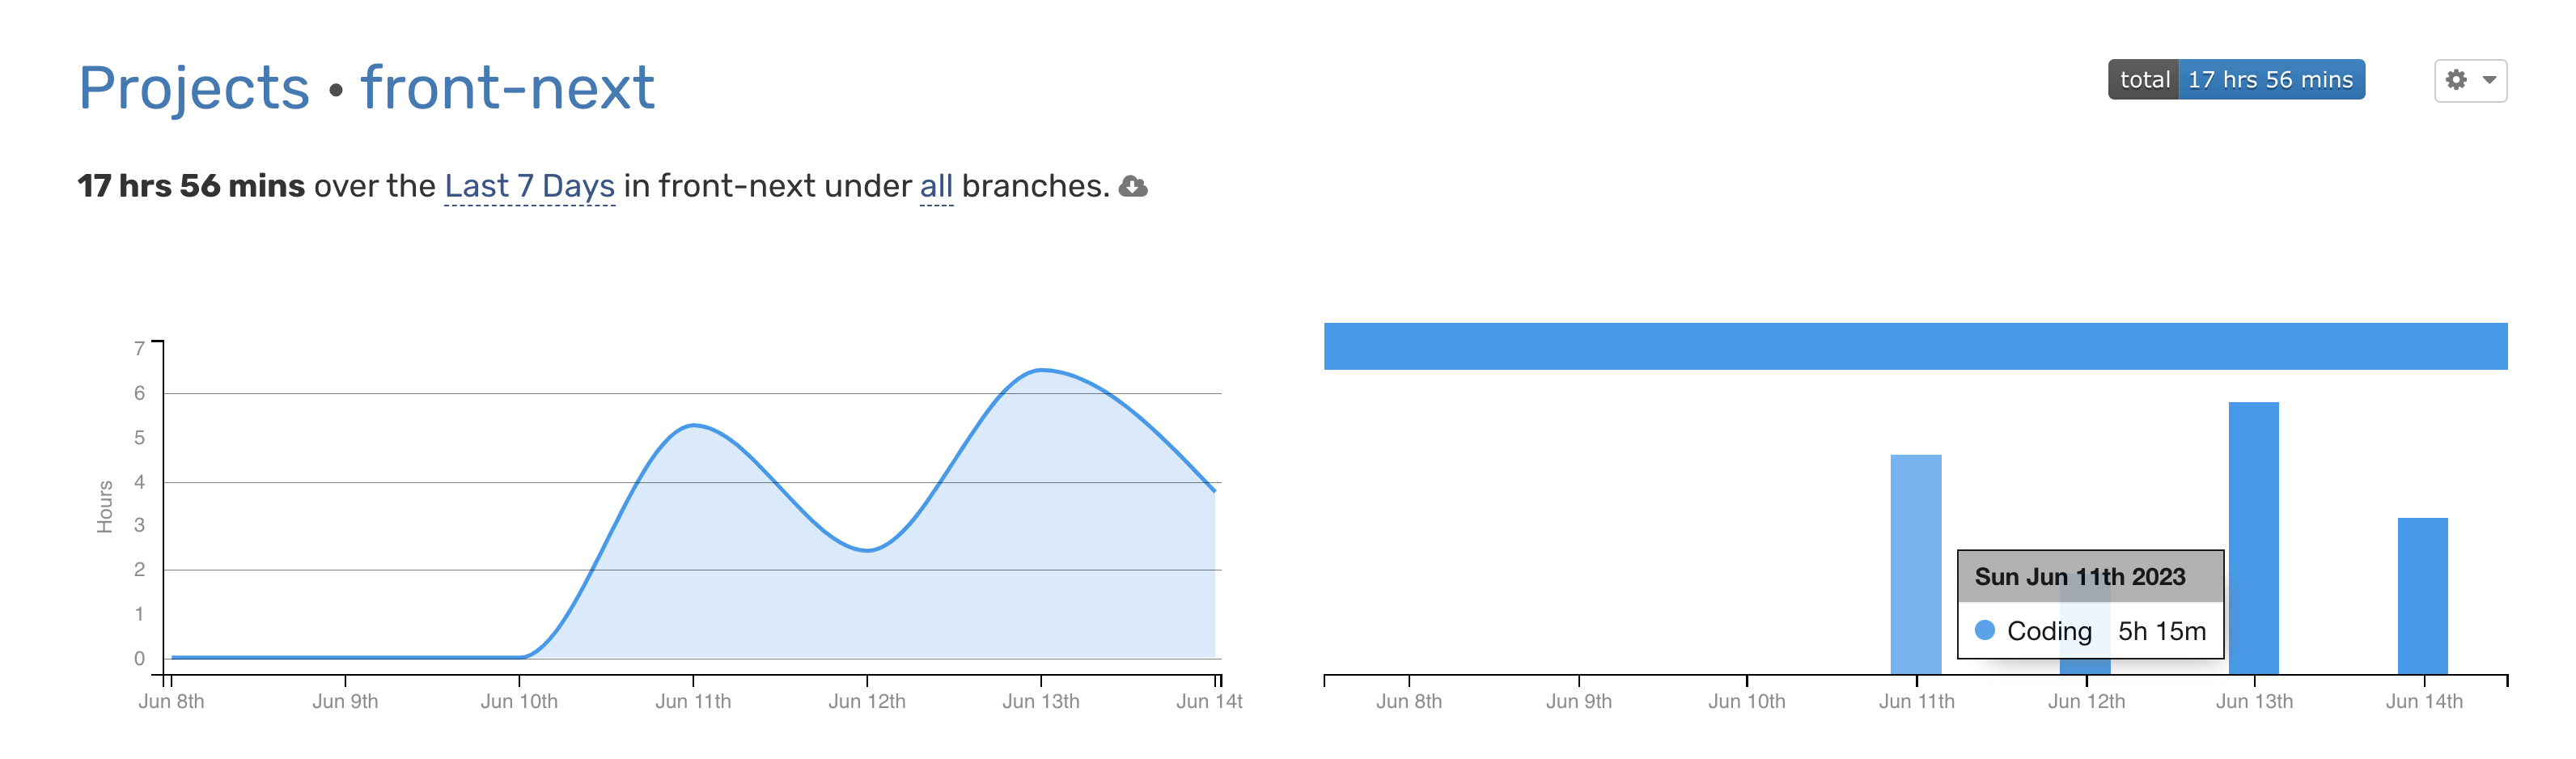 Projects • front-next
total 17 hrs 56 mins
17 hrs 56 mins over the Last 7 Days in front-next under all branches.
7
6
5
4
3
2
1
0
Hours
Jun 8th Jun 9th Jun 10th Jun 11th Jun 12th Jun 13th Jun 14t
Sun Jun 11th 2023
Coding 5h 15m
Jun 8th Jun 9th Jun 10th Jun 11th Jun 12th Jun 13th Jun 14th